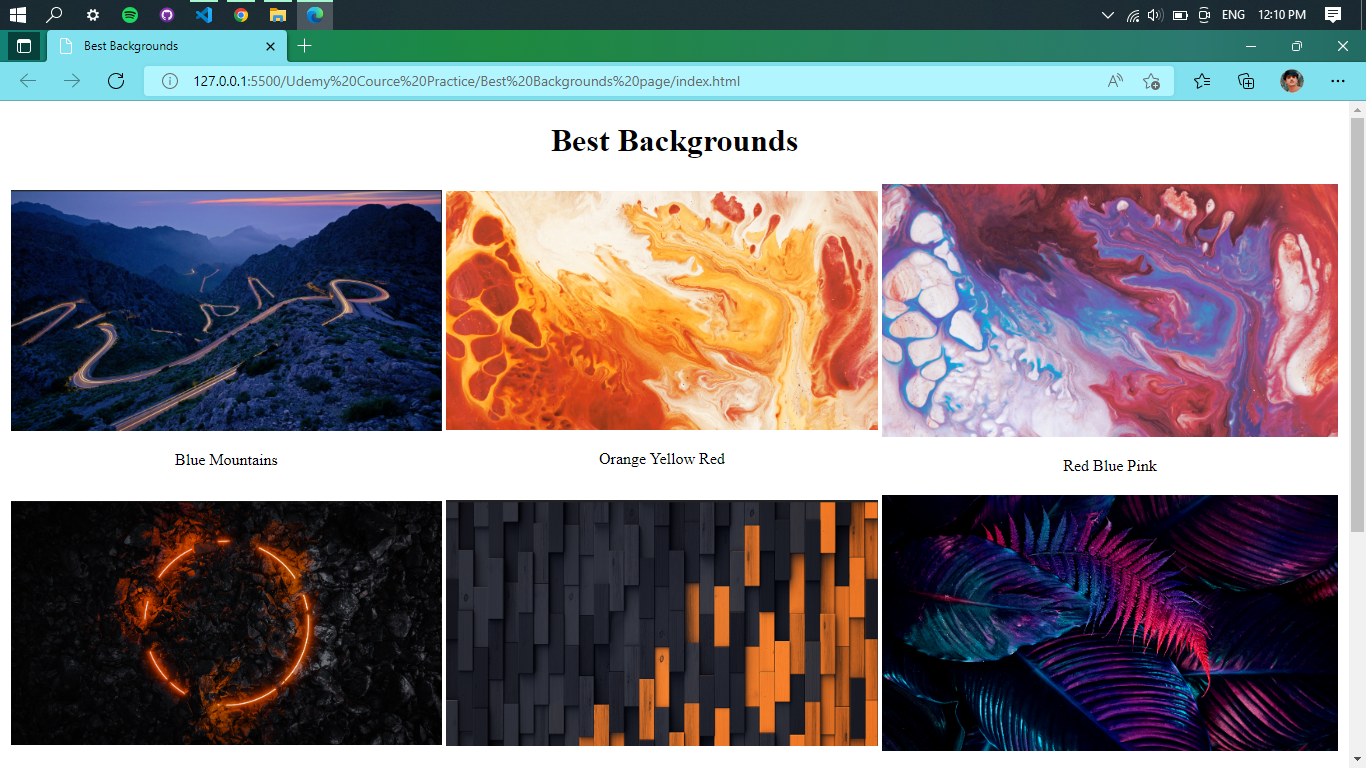 ENG 12:10 PM
Best Backgrounds
127.0.0.1:5500/Udemy%20Cource%20Practice/Best%20Backgrounds%20page/index.html
Best Backgrounds
Blue Mountains
Orange Yellow Red
Red Blue Pink